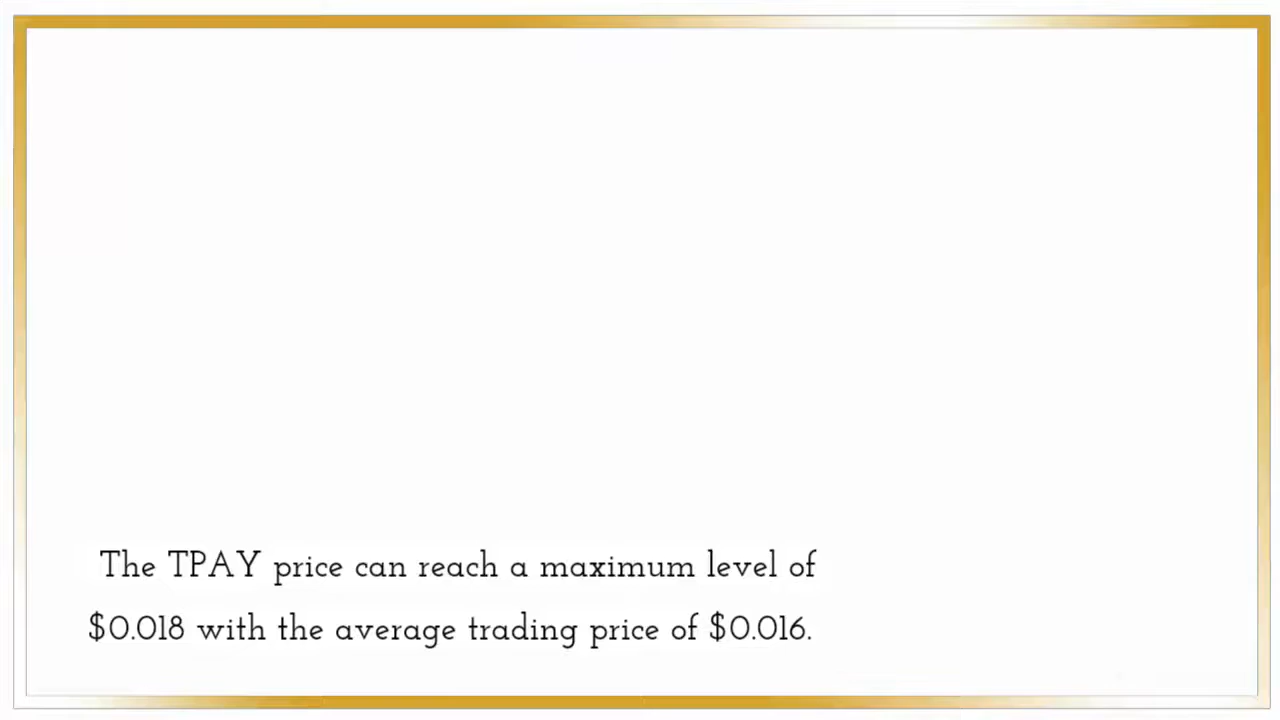 The TPAY price can reach a maximum level of
$0.018 with the average trading price of $0.016.